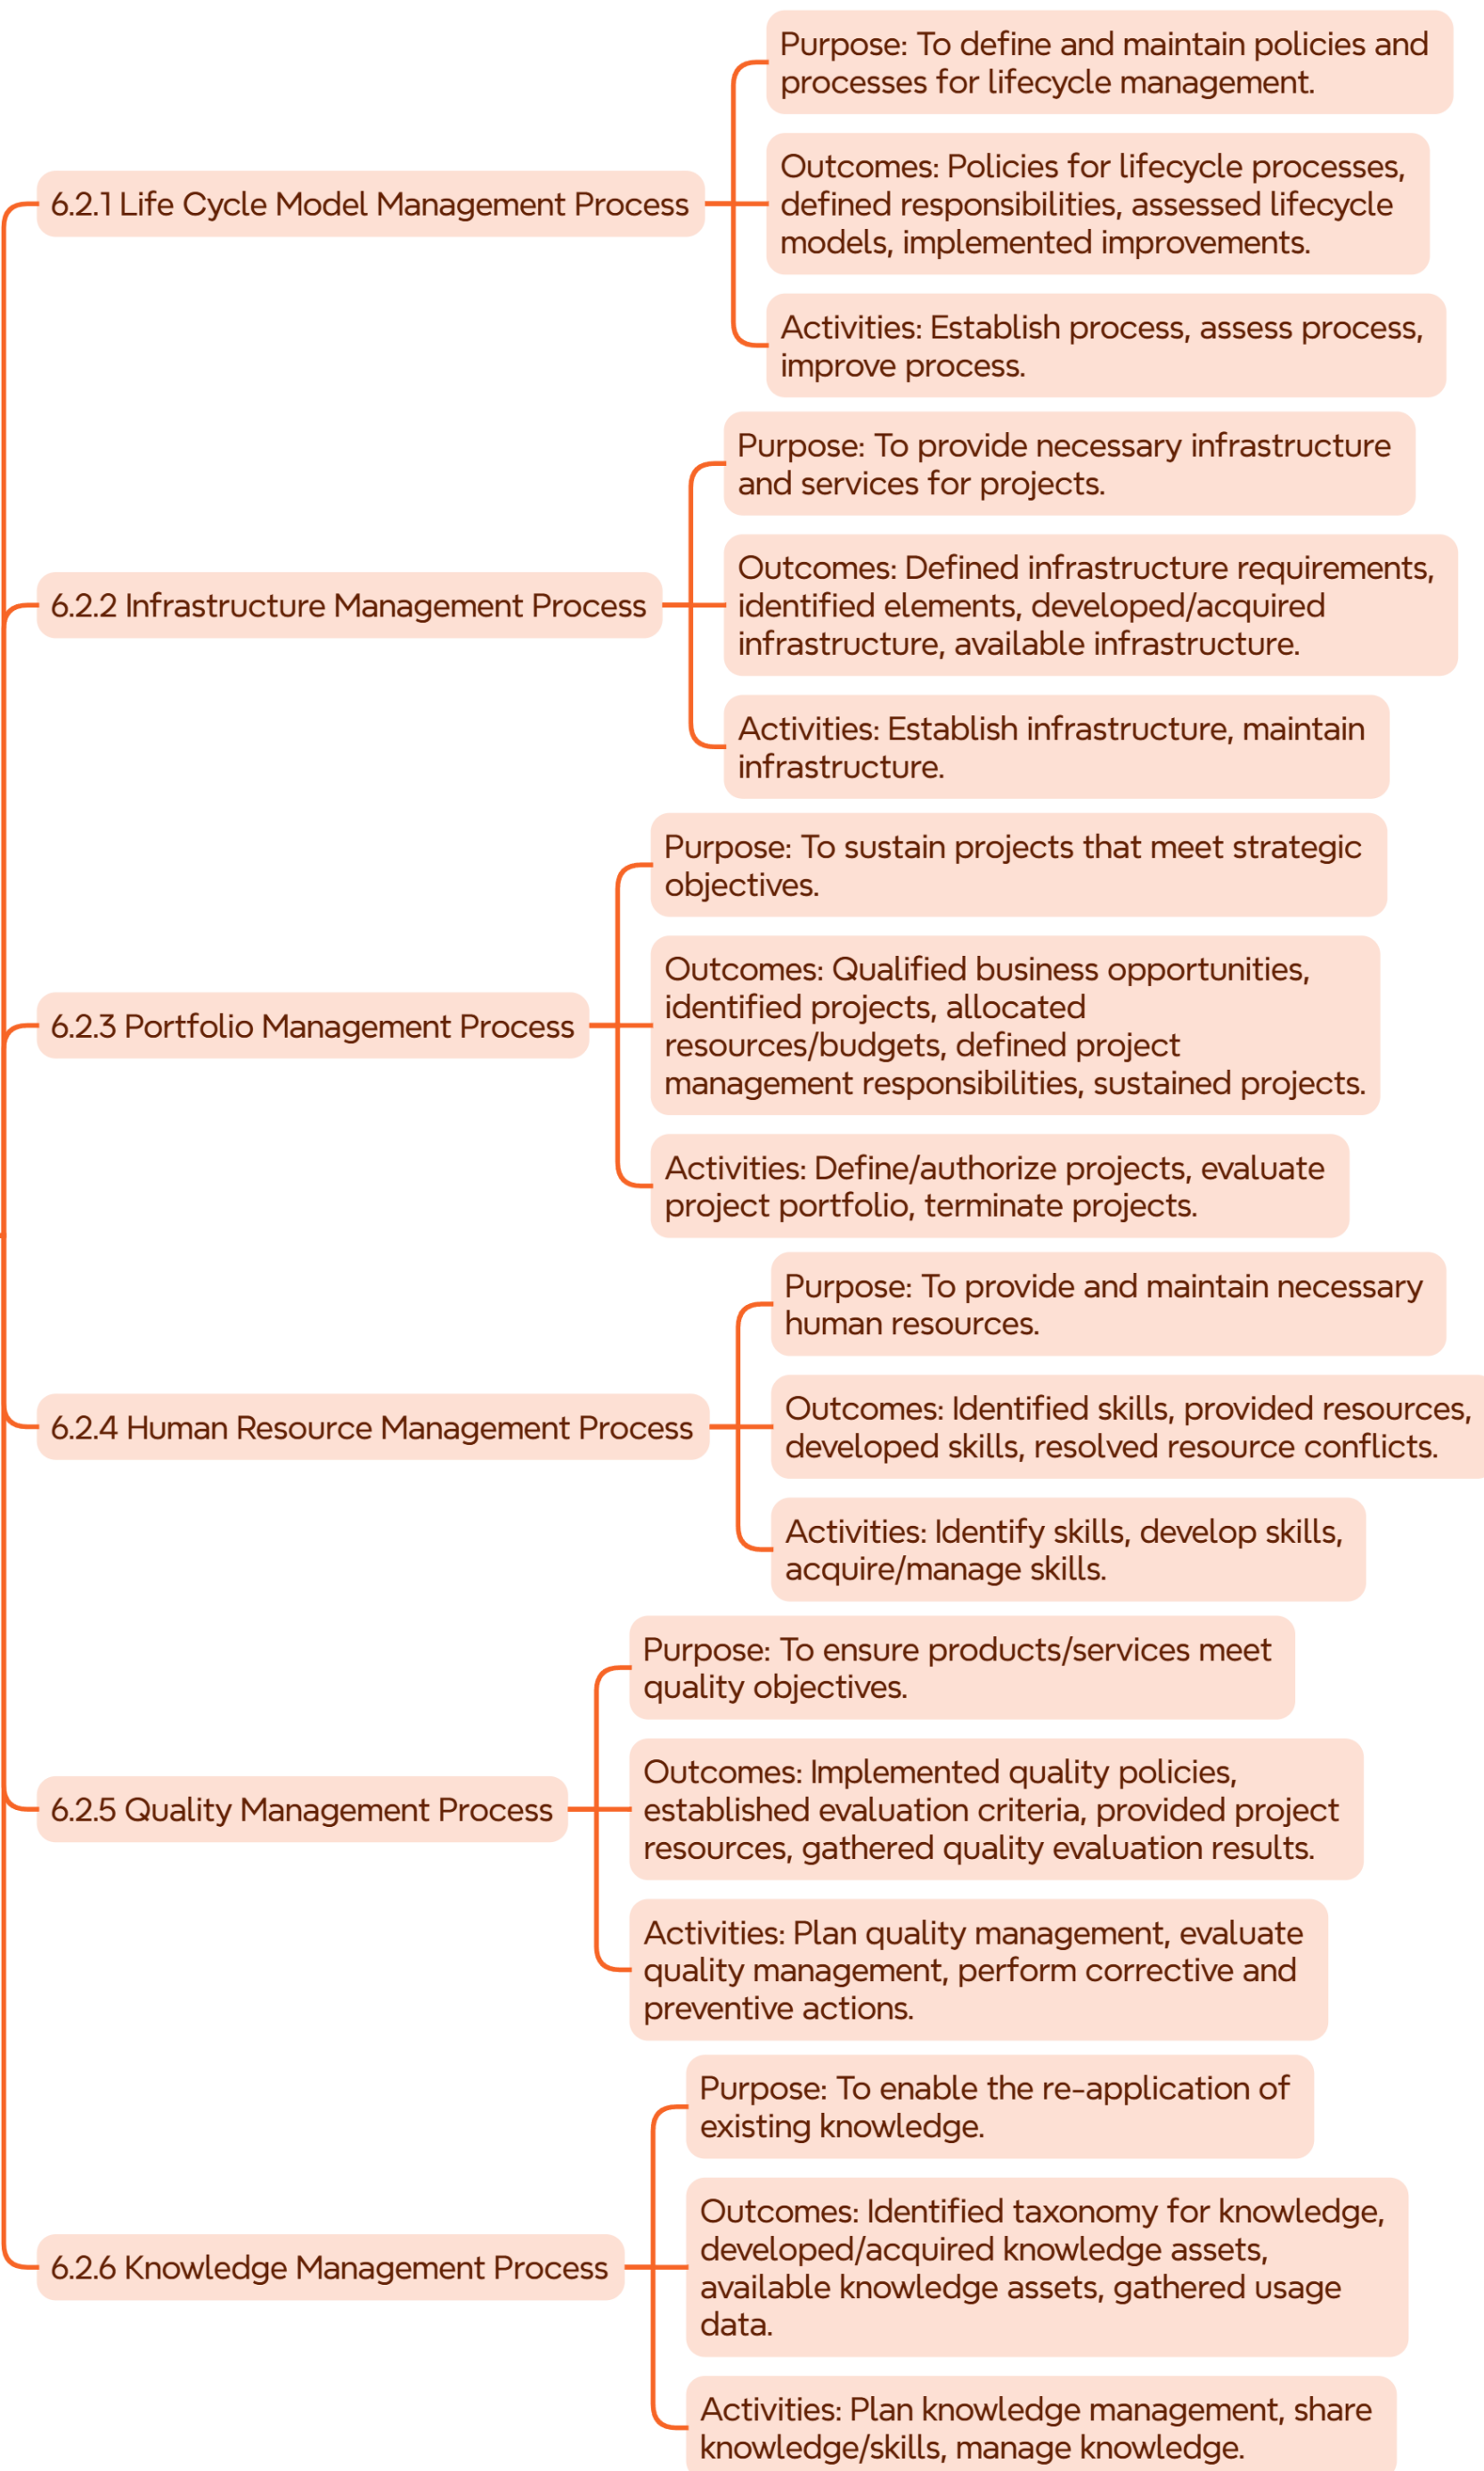 Purpose: To define and maintain policies and
processes for lifecycle management.
6.2.1 Life Cycle Model Management Process
Outcomes: Policies for lifecycle processes,
defined responsibilities, assessed lifecycle
models, implemented improvements.
Activities: Establish process, assess process,
improve process.
Purpose: To provide necessary infrastructure
and services for projects.
6.2.2 Infrastructure Management Process
Outcomes: Defined infrastructure requirements,
identified elements, developed/acquired
infrastructure, available infrastructure.
Activities: Establish infrastructure, maintain
infrastructure.
Purpose: To sustain projects that meet strategic
objectives.
6.2.3 Portfolio Management Process
Outcomes: Qualified business opportunities,
identified projects, allocated
resources/budgets, defined project
management responsibilities, sustained projects.
Activities: Define/authorize projects, evaluate
project portfolio, terminate projects.
Purpose: To provide and maintain necessary
human resources.
6.2.4 Human Resource Management Process
Outcomes: Identified skills, provided resources,
developed skills, resolved resource conflicts.
Activities: Identify skills, develop skills,
acquire/manage skills.
Purpose: To ensure products/services meet
quality objectives.
6.2.5 Quality Management Process
Outcomes: Implemented quality policies,
established evaluation criteria, provided project
resources, gathered quality evaluation results.
Activities: Plan quality management, evaluate
quality management, perform corrective and
preventive actions.
Purpose: To enable the re-application of
existing knowledge.
6.2.6 Knowledge Management Process
Outcomes: Identified taxonomy for knowledge,
developed/acquired knowledge assets,
available knowledge assets, gathered usage
data.
Activities: Plan knowledge management, share
knowledge/skills, manage knowledge.